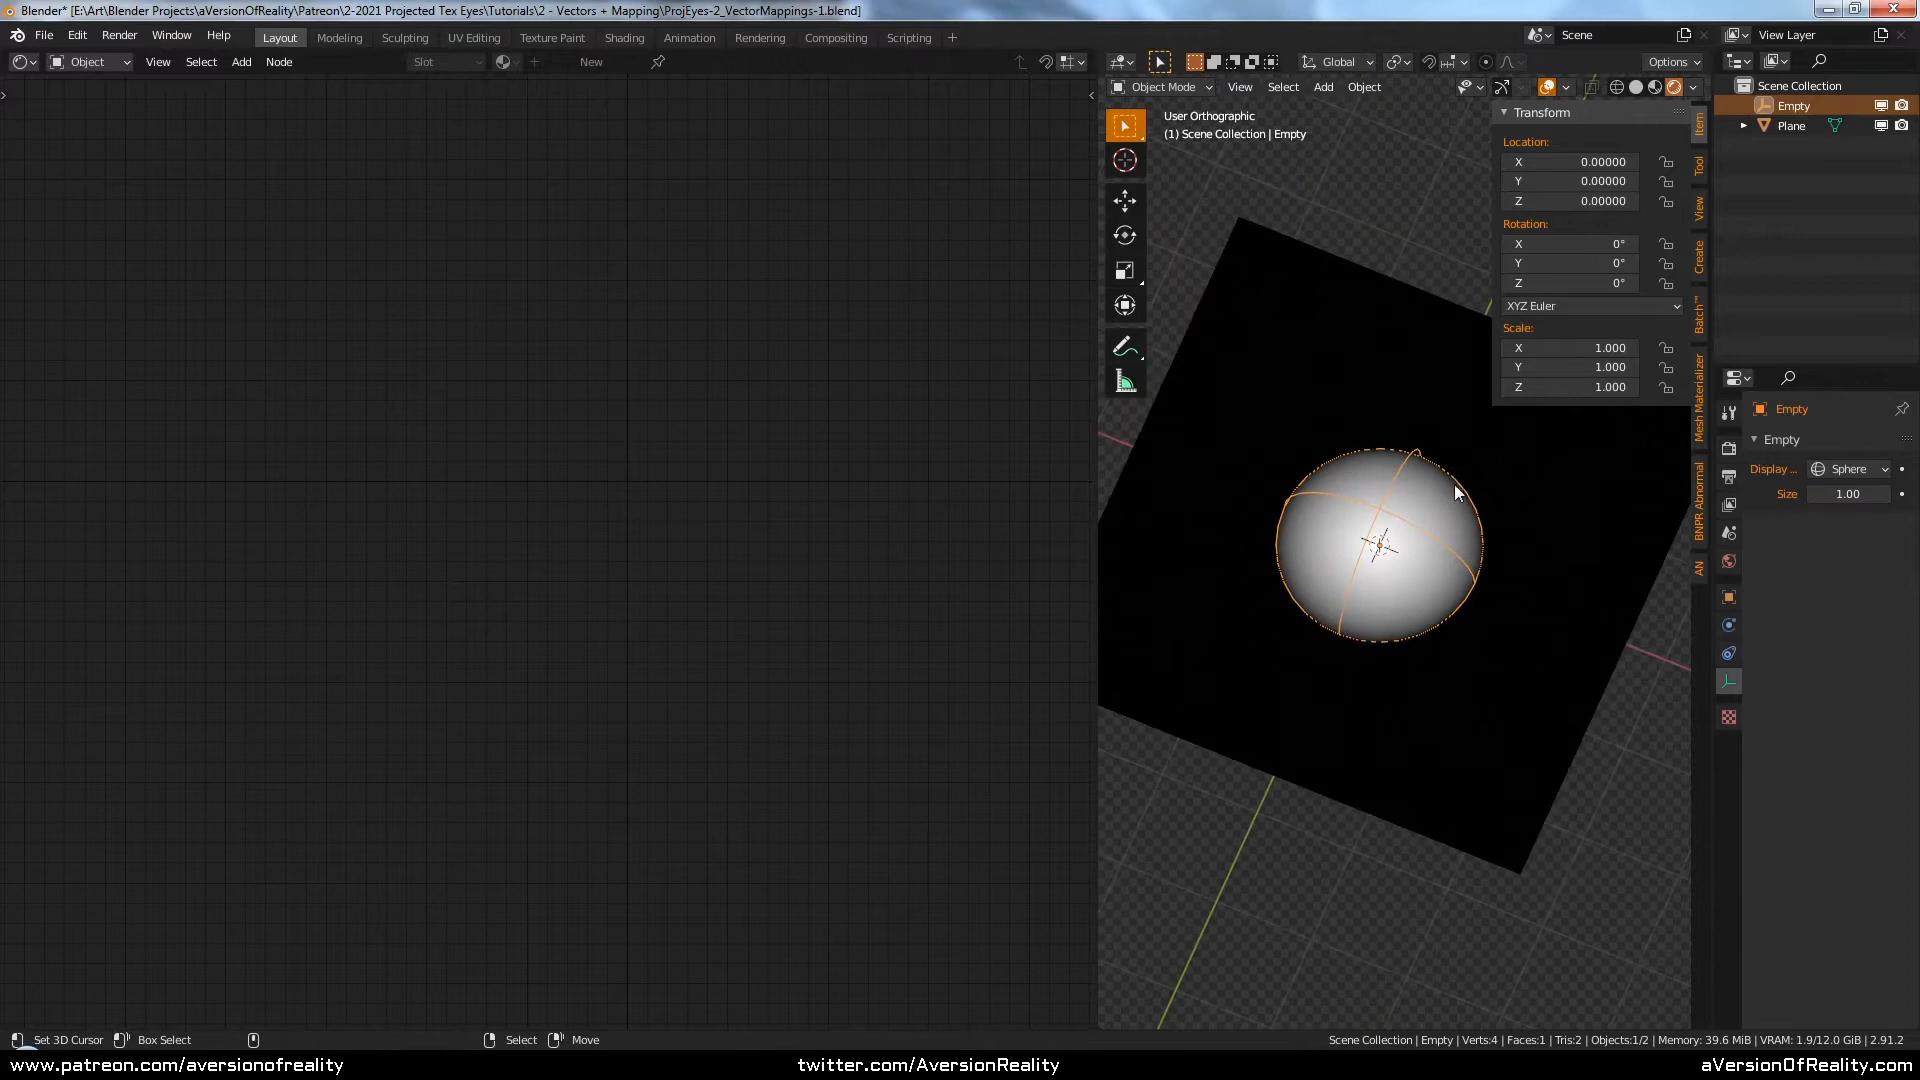 Blender* [E:\Art\Blender Projects\aVersionOfReality\Patreon\2-2021 Projected Tex Eyes\Tutorials\2 - Vectors + Mapping\ProjEyes-2_VectorMappings-1.blend]
File Edit Render Window Help Layout Modeling Sculpting UV Editing Texture Paint Shading Animation Rendering Compositing Scripting + Scene View Layer
Object View Select Add Node Slot New Global Options
Object Mode View Select Add Object
Scene Collection
Empty
Plane
User Orthographic
(1) Scene Collection | Empty
Transform
Location:
X 0.00000
Y 0.00000
Z 0.00000
Rotation:
X 0°
Y 0°
Z 0°
XYZ Euler
Scale:
X 1.000
Y 1.000
Z 1.000
Item
Tool
View
Create
Batch™
Mesh Materializer
BNPR Abnormal
AN
Empty
Empty
Display ... Sphere
Size 1.00
Set 3D Cursor Box Select Select Move Scene Collection | Empty | Verts:4 | Faces:1 | Tris:2 | Objects:1/2 | Memory: 39.6 MiB | VRAM: 1.9/12.0 GiB | 2.91.2
www.patreon.com/aversionofreality twitter.com/AversionReality aVersionOfReality.com